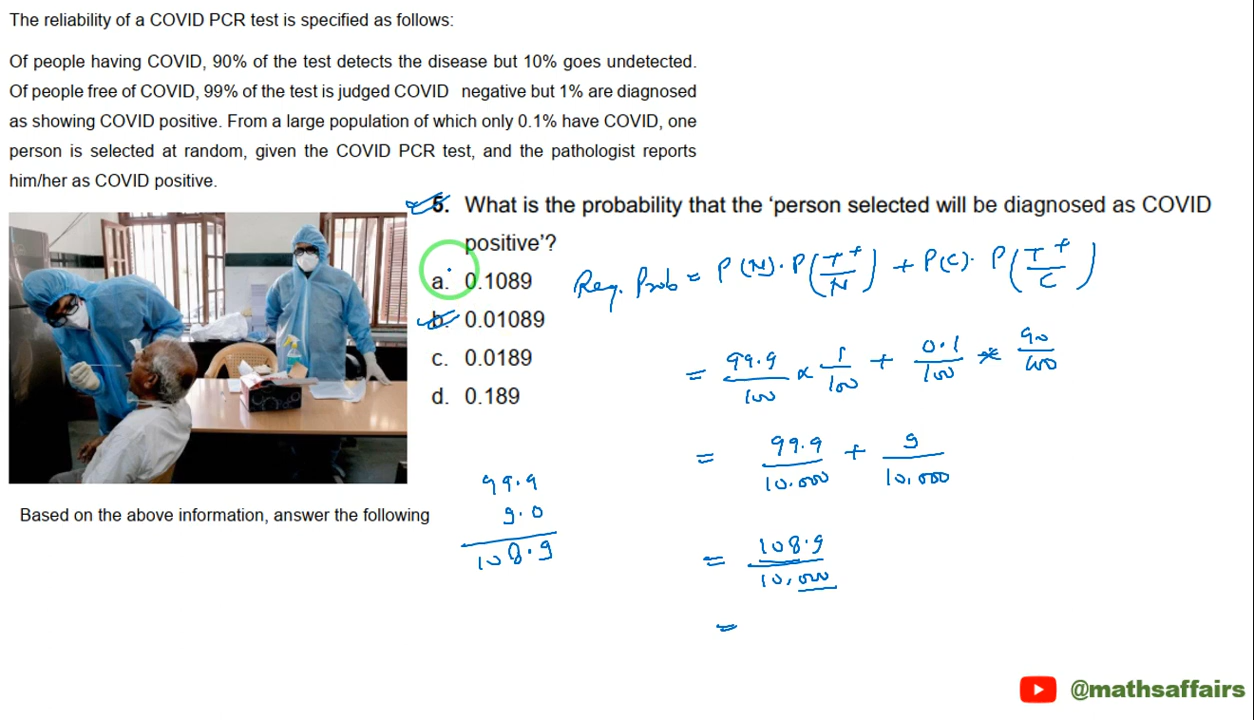 The reliability of a COVID PCR test is specified as follows:
Of people having COVID, 90% of the test detects the disease but 10% goes undetected.
Of people free of COVID, 99% of the test is judged COVID negative but 1% are diagnosed
as showing COVID positive. From a large population of which only 0.1% have COVID, one
person is selected at random, given the COVID PCR test, and the pathologist reports
him/her as COVID positive.
5. What is the probability that the ‘person selected will be diagnosed as COVID
positive’?
a. 0.1089
b. 0.01089
c. 0.0189
d. 0.189
Req. Prob = P(N). P(T+/N) + P(C). P(T+/C)
= 99.9/100 × 1/100 + 0.1/100 * 90/100
= 99.9/10.000 + 9/10,000
99.9
9.0
108.9
= 108.9/10,000
=
Based on the above information, answer the following
@mathsaffairs